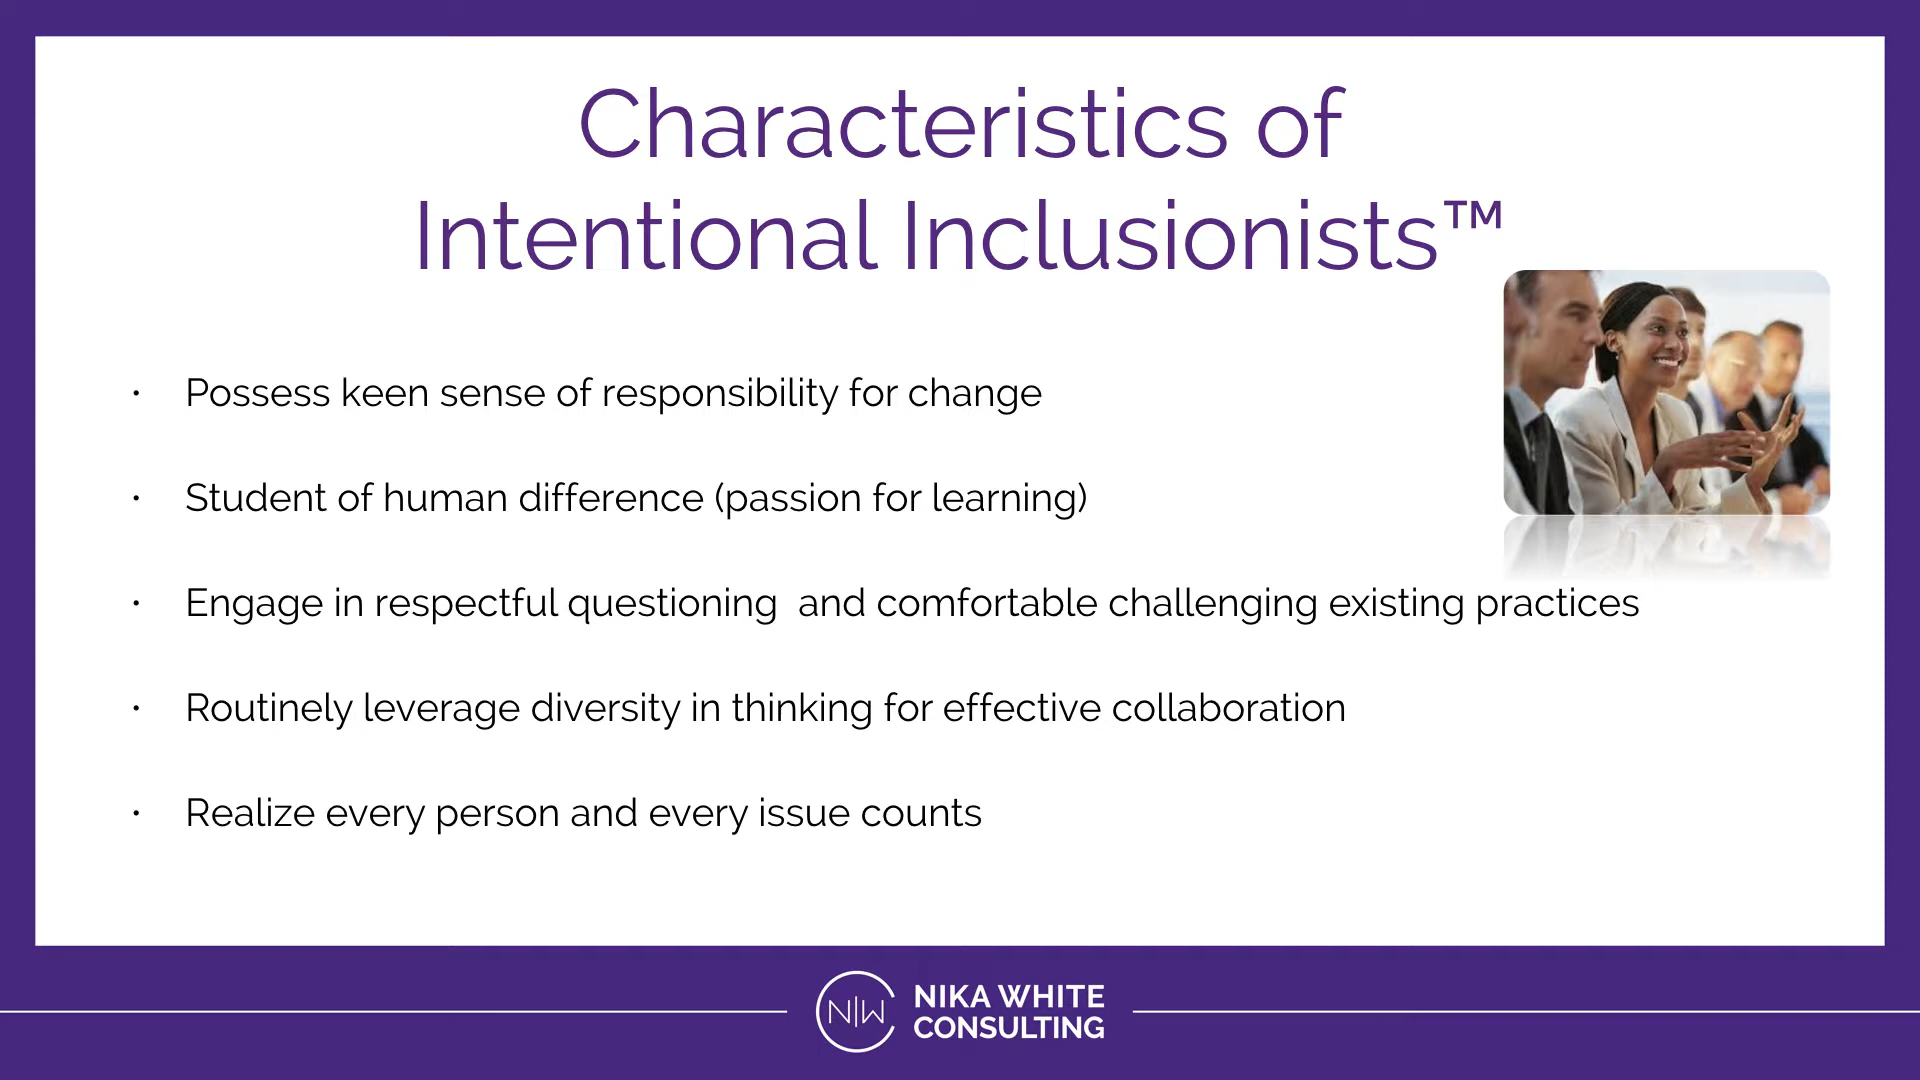 Characteristics of
Intentional Inclusionists™
• Possess keen sense of responsibility for change
• Student of human difference (passion for learning)
• Engage in respectful questioning  and comfortable challenging existing practices
• Routinely leverage diversity in thinking for effective collaboration
• Realize every person and every issue counts
N|W
NIKA WHITE
CONSULTING